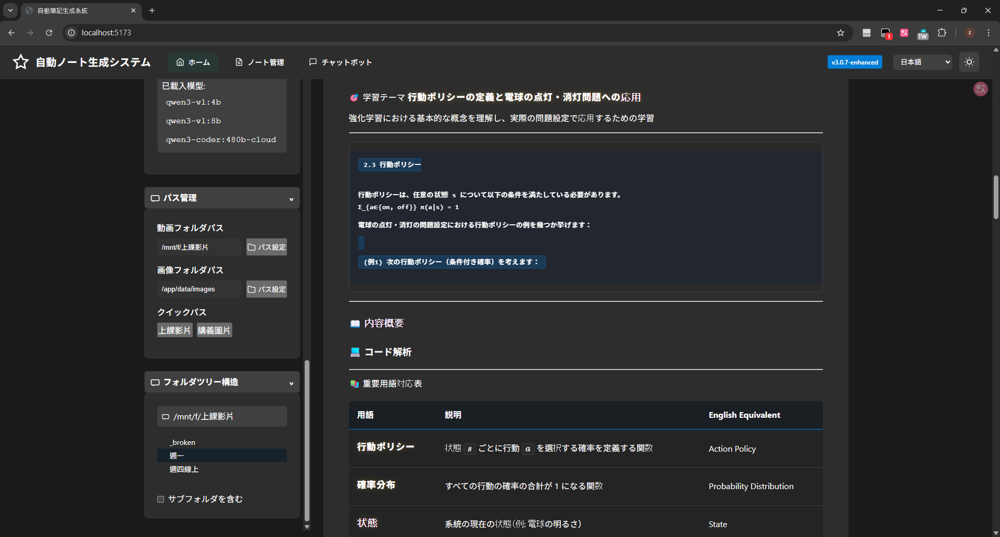 自動筆記生成系統
localhost:5173
1
TW
z
自動ノート生成システム
ホーム
ノート管理
チャットボット
v3.0.7-enhanced
日本語
已載入模型:
qwen3-vl:4b
qwen3-vl:8b
qwen3-coder:480b-cloud
パス管理
動画フォルダパス
/mnt/f/上課影片
パス設定
画像フォルダパス
/app/data/images
パス設定
クイックパス
上課影片
講義圖片
フォルダツリー構造
/mnt/f/上課影片
_broken
週一
週四線上
サブフォルダを含む
🎯 学習テーマ 行動ポリシーの定義と電球の点灯・消灯問題への応用
強化学習における基本的な概念を理解し、実際の問題設定で応用するための学習
2.3 行動ポリシー
行動ポリシーは、任意の状態 s について以下の条件を満たしている必要があります。
Σ_{a∈{on, off}} π(a|s) = 1
電球の点灯・消灯の問題設定における行動ポリシーの例を幾つか挙げます：
(例1) 次の行動ポリシー（条件付き確率）を考えます：
📖 内容概要
💻 コード解析
📚 重要用語対応表
用語 説明 English Equivalent
行動ポリシー 状態 s ごとに行動 a を選択する確率を定義する関数 Action Policy
確率分布 すべての行動の確率の合計が 1 になる関数 Probability Distribution
状態 系統の現在の状態(例: 電球の明るさ) State
中A